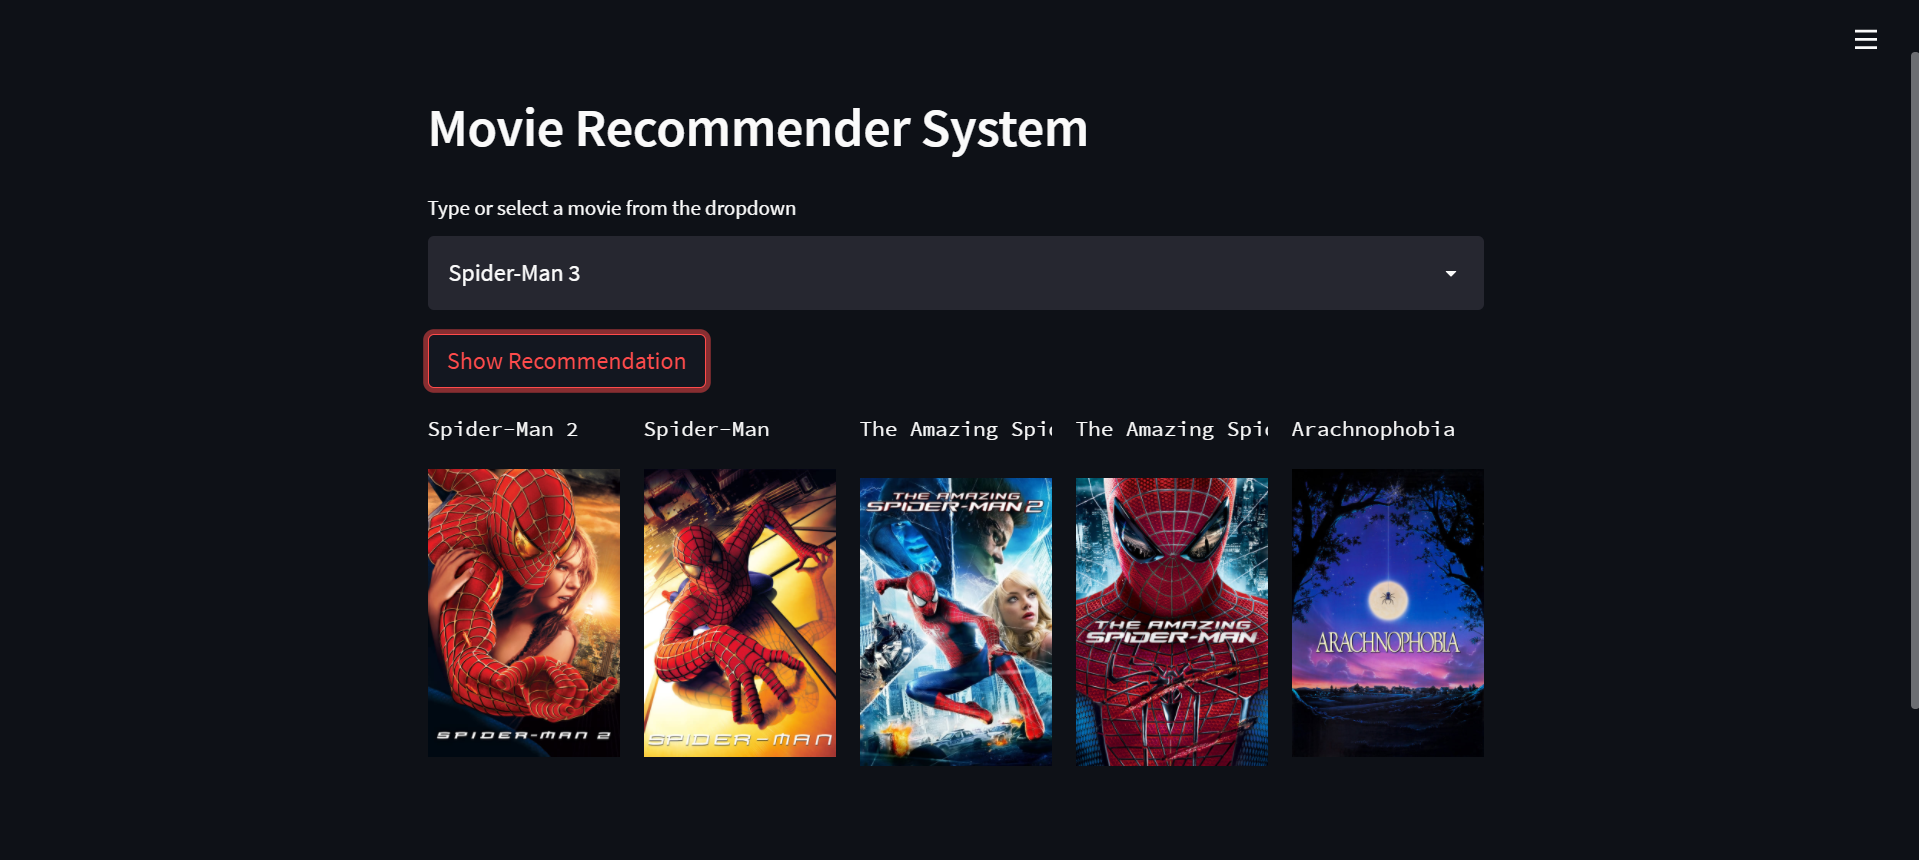 Movie Recommender System
Type or select a movie from the dropdown
Spider-Man 3
Show Recommendation
Spider-Man 2
Spider-Man
The Amazing Spid
The Amazing Spid
Arachnophobia
SPIDER-MAN 2
SPIDER-MAN
THE AMAZING
SPIDER-MAN 2
THE AMAZING
SPIDER-MAN
ARACHNOPHOBIA